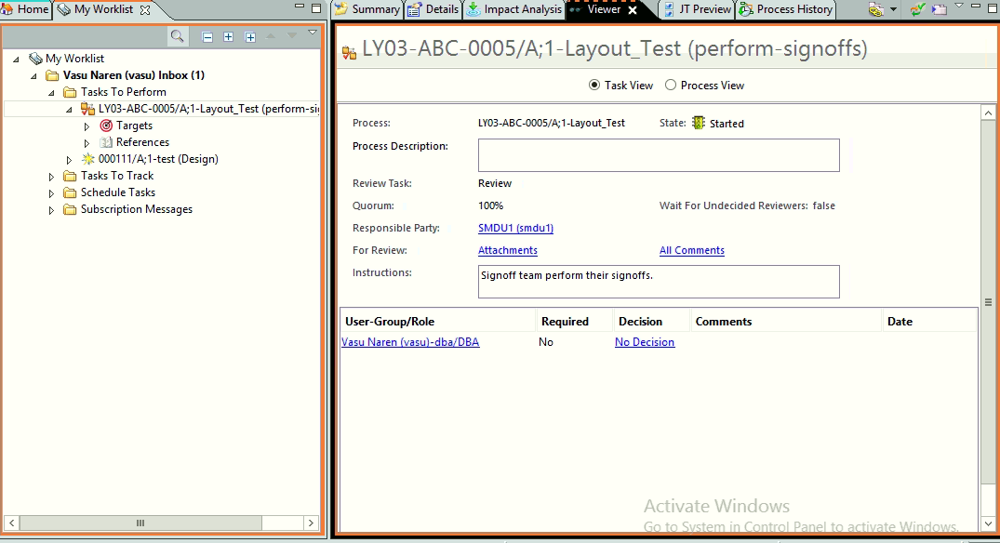 Home
My Worklist
Summary
Details
Impact Analysis
Viewer
JT Preview
Process History
My Worklist
Vasu Naren (vasu) Inbox (1)
Tasks To Perform
LY03-ABC-0005/A;1-Layout_Test (perform-si
Targets
References
000111/A;1-test (Design)
Tasks To Track
Schedule Tasks
Subscription Messages
LY03-ABC-0005/A;1-Layout_Test (perform-signoffs)
Task View Process View
Process: LY03-ABC-0005/A;1-Layout_Test State: Started
Process Description:
Review Task: Review
Quorum: 100% Wait For Undecided Reviewers: false
Responsible Party: SMDU1 (smdu1)
For Review: Attachments All Comments
Instructions: Signoff team perform their signoffs.
User-Group/Role Required Decision Comments Date
Vasu Naren (vasu)-dba/DBA No No Decision
Activate Windows
Go to System in Control Panel to activate Windows.